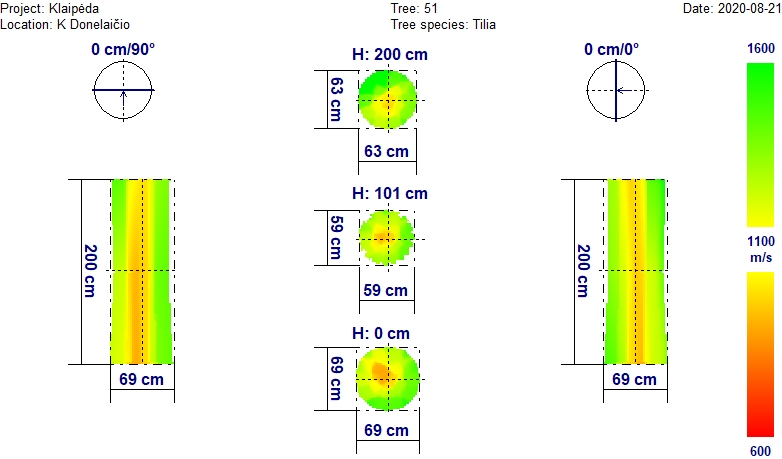 Project: Klaipėda
Tree: 51
Date: 2020-08-21
Location: K Donelaičio
Tree species: Tilia
0 cm/90°
H: 200 cm
0 cm/0°
1600
63 cm
63 cm
H: 101 cm
59 cm
59 cm
200 cm
200 cm
1100
m/s
H: 0 cm
69 cm
69 cm
69 cm
69 cm
600